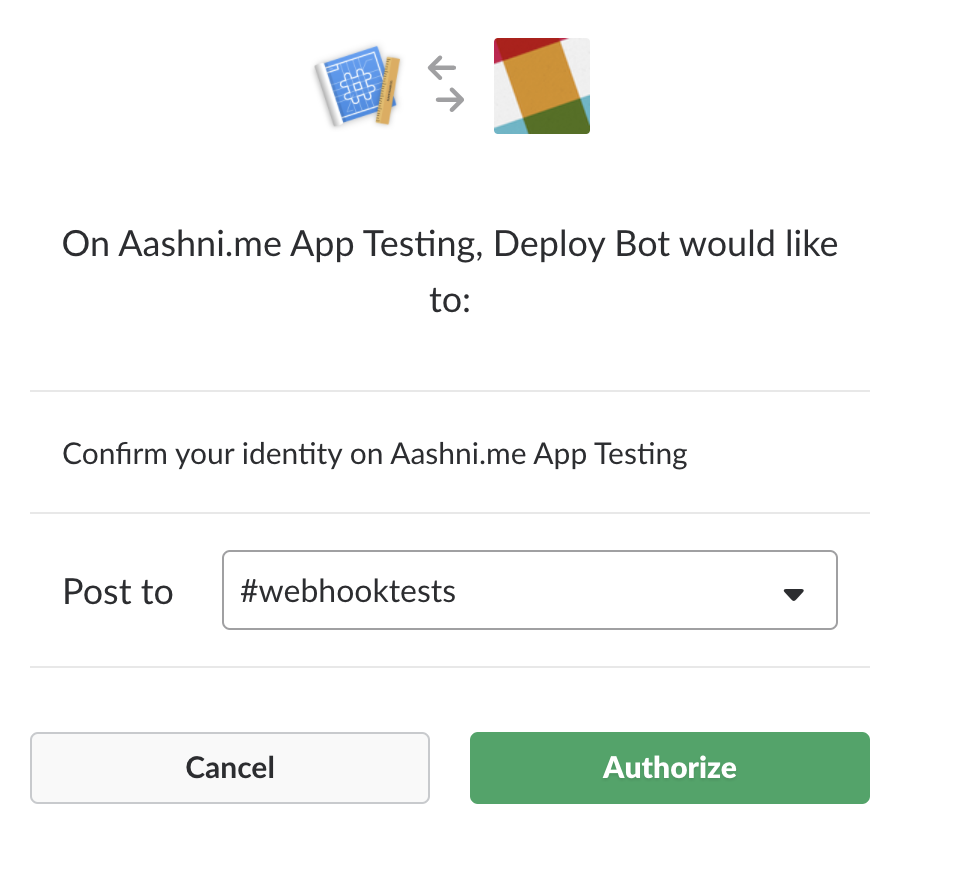 On Aashni.me App Testing, Deploy Bot would like
to:
Confirm your identity on Aashni.me App Testing
Post to #webhooktests
Cancel Authorize